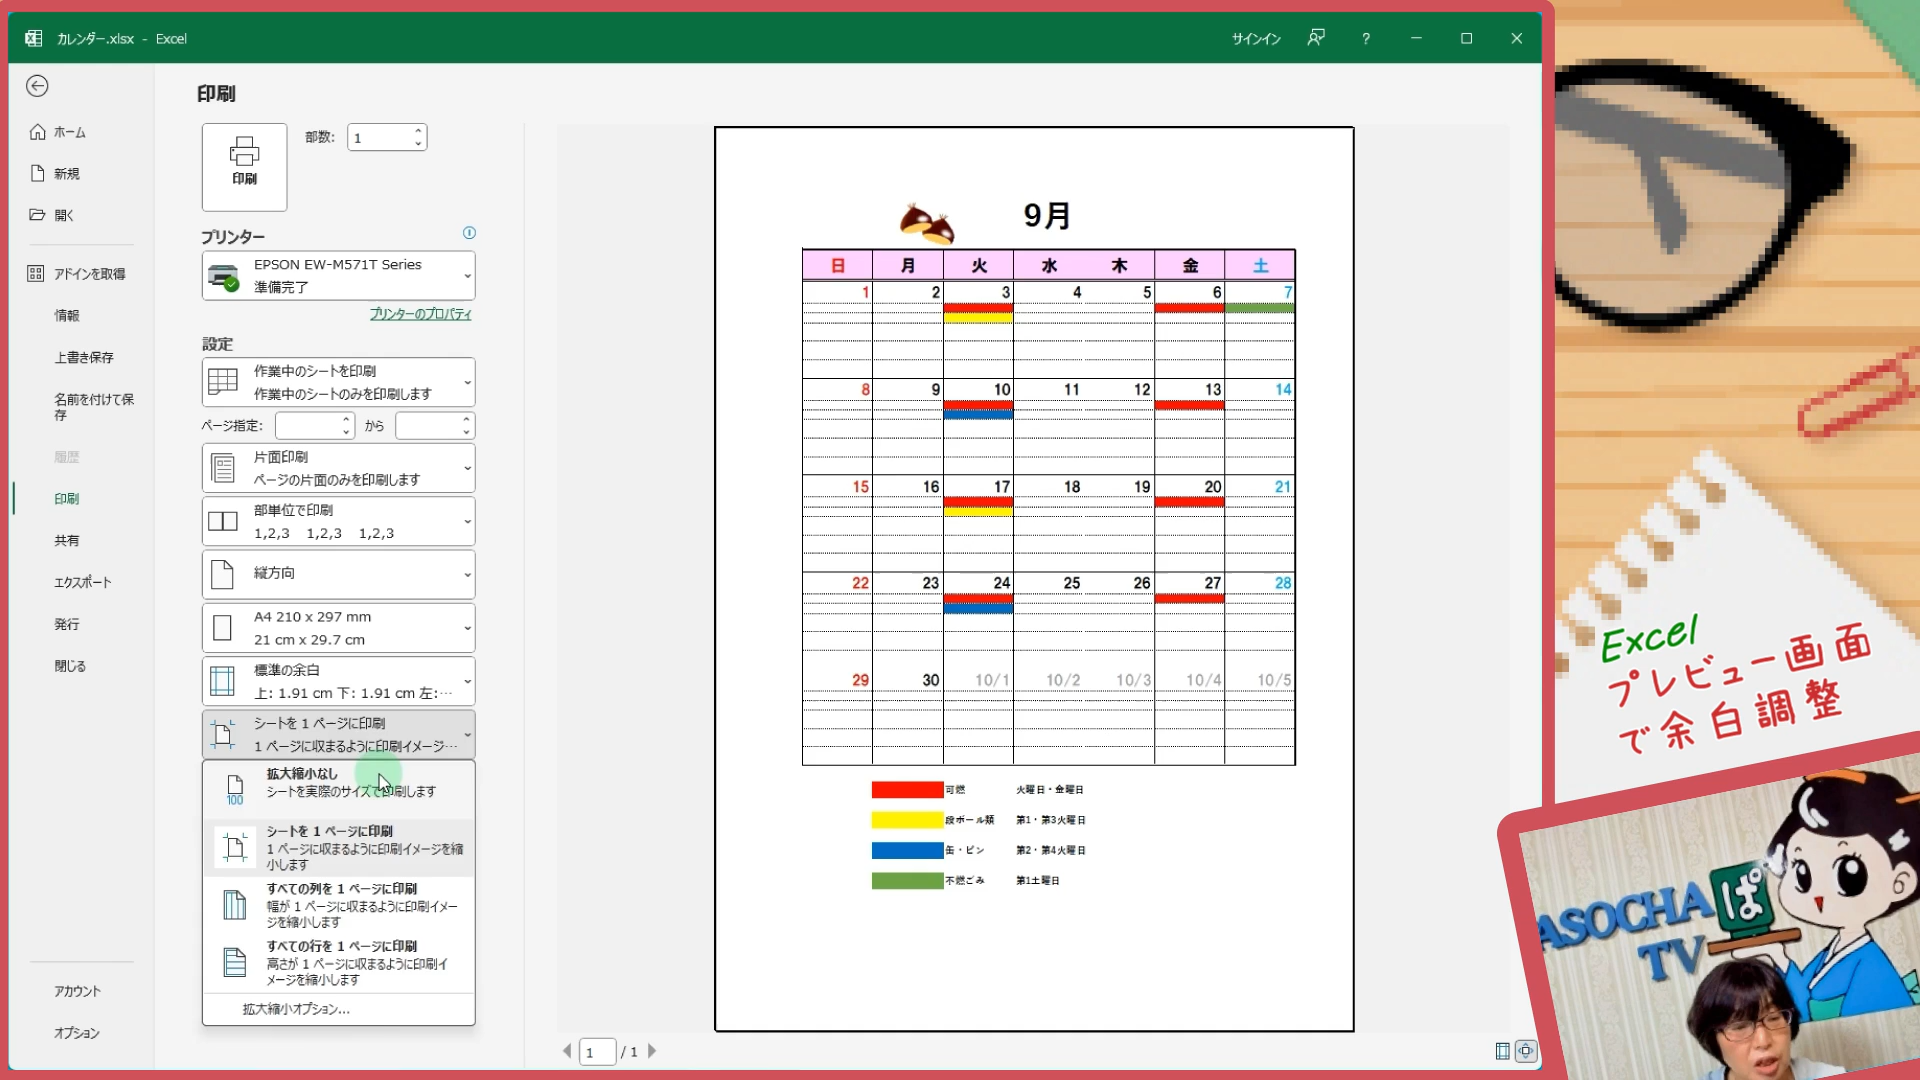 カレンダー.xlsx - Excel
サインイン
?
ホーム
新規
開く
アドインを取得
情報
上書き保存
名前を付けて保存
履歴
印刷
共有
エクスポート
発行
閉じる
アカウント
オプション
印刷
印刷
部数: 1
プリンター
EPSON EW-M571T Series
準備完了
プリンターのプロパティ
設定
作業中のシートを印刷
作業中のシートのみを印刷します
ページ指定: から
片面印刷
ページの片面のみを印刷します
部単位で印刷
1,2,3 1,2,3 1,2,3
縦方向
A4 210 x 297 mm
21 cm x 29.7 cm
標準の余白
上: 1.91 cm 下: 1.91 cm 左:…
シートを 1 ページに印刷
1 ページに収まるように印刷イメージ…
拡大縮小なし
シートを実際のサイズで印刷します
100
シートを 1 ページに印刷
1 ページに収まるように印刷イメージを縮
小します
すべての列を 1 ページに印刷
幅が 1 ページに収まるように印刷イメー
ジを縮小します
すべての行を 1 ページに印刷
高さが 1 ページに収まるように印刷イ
メージを縮小します
拡大縮小オプション...
9月
日 月 火 水 木 金 土
1 2 3 4 5 6 7
8 9 10 11 12 13 14
15 16 17 18 19 20 21
22 23 24 25 26 27 28
29 30 10/1 10/2 10/3 10/4 10/5
可燃 火曜日・金曜日
段ボール類 第1・第3火曜日
缶・ビン 第2・第4火曜日
不燃ごみ 第1土曜日
1 / 1
Excel
プレビュー画面
で余白調整
ASOCHA
ぱ
TV